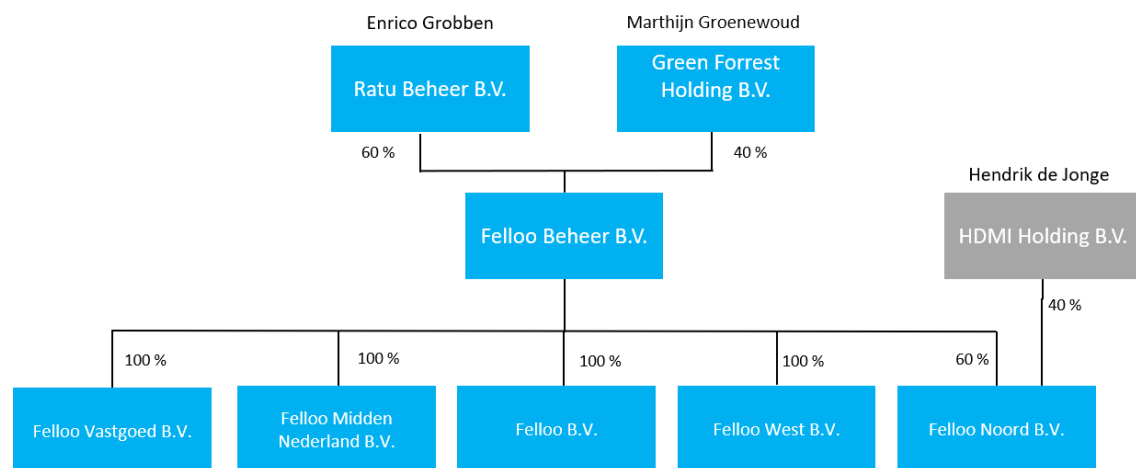 Enrico Grobben
Marthijn Groenewoud
Ratu Beheer B.V.
Green Forrest
Holding B.V.
60 %
40 %
Hendrik de Jonge
Felloo Beheer B.V.
HDMI Holding B.V.
40 %
100 %
100 %
100 %
100 %
60 %
Felloo Vastgoed B.V.
Felloo Midden
Nederland B.V.
Felloo B.V.
Felloo West B.V.
Felloo Noord B.V.